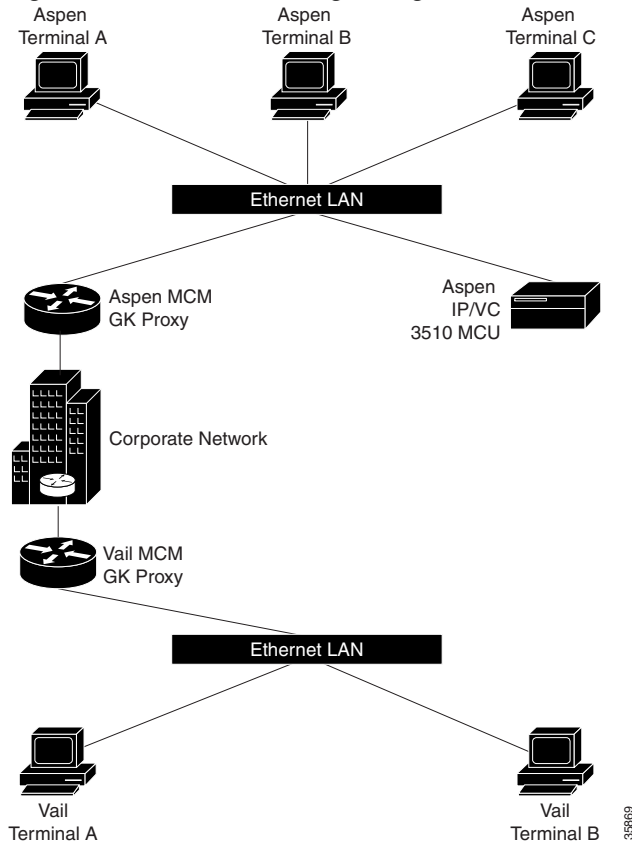 Aspen
Terminal A
Aspen
Terminal B
Aspen
Terminal C
Ethernet LAN
Aspen MCM
GK Proxy
Aspen
IP/VC
3510 MCU
Corporate Network
Vail MCM
GK Proxy
Ethernet LAN
Vail
Terminal A
Vail
Terminal B
35869